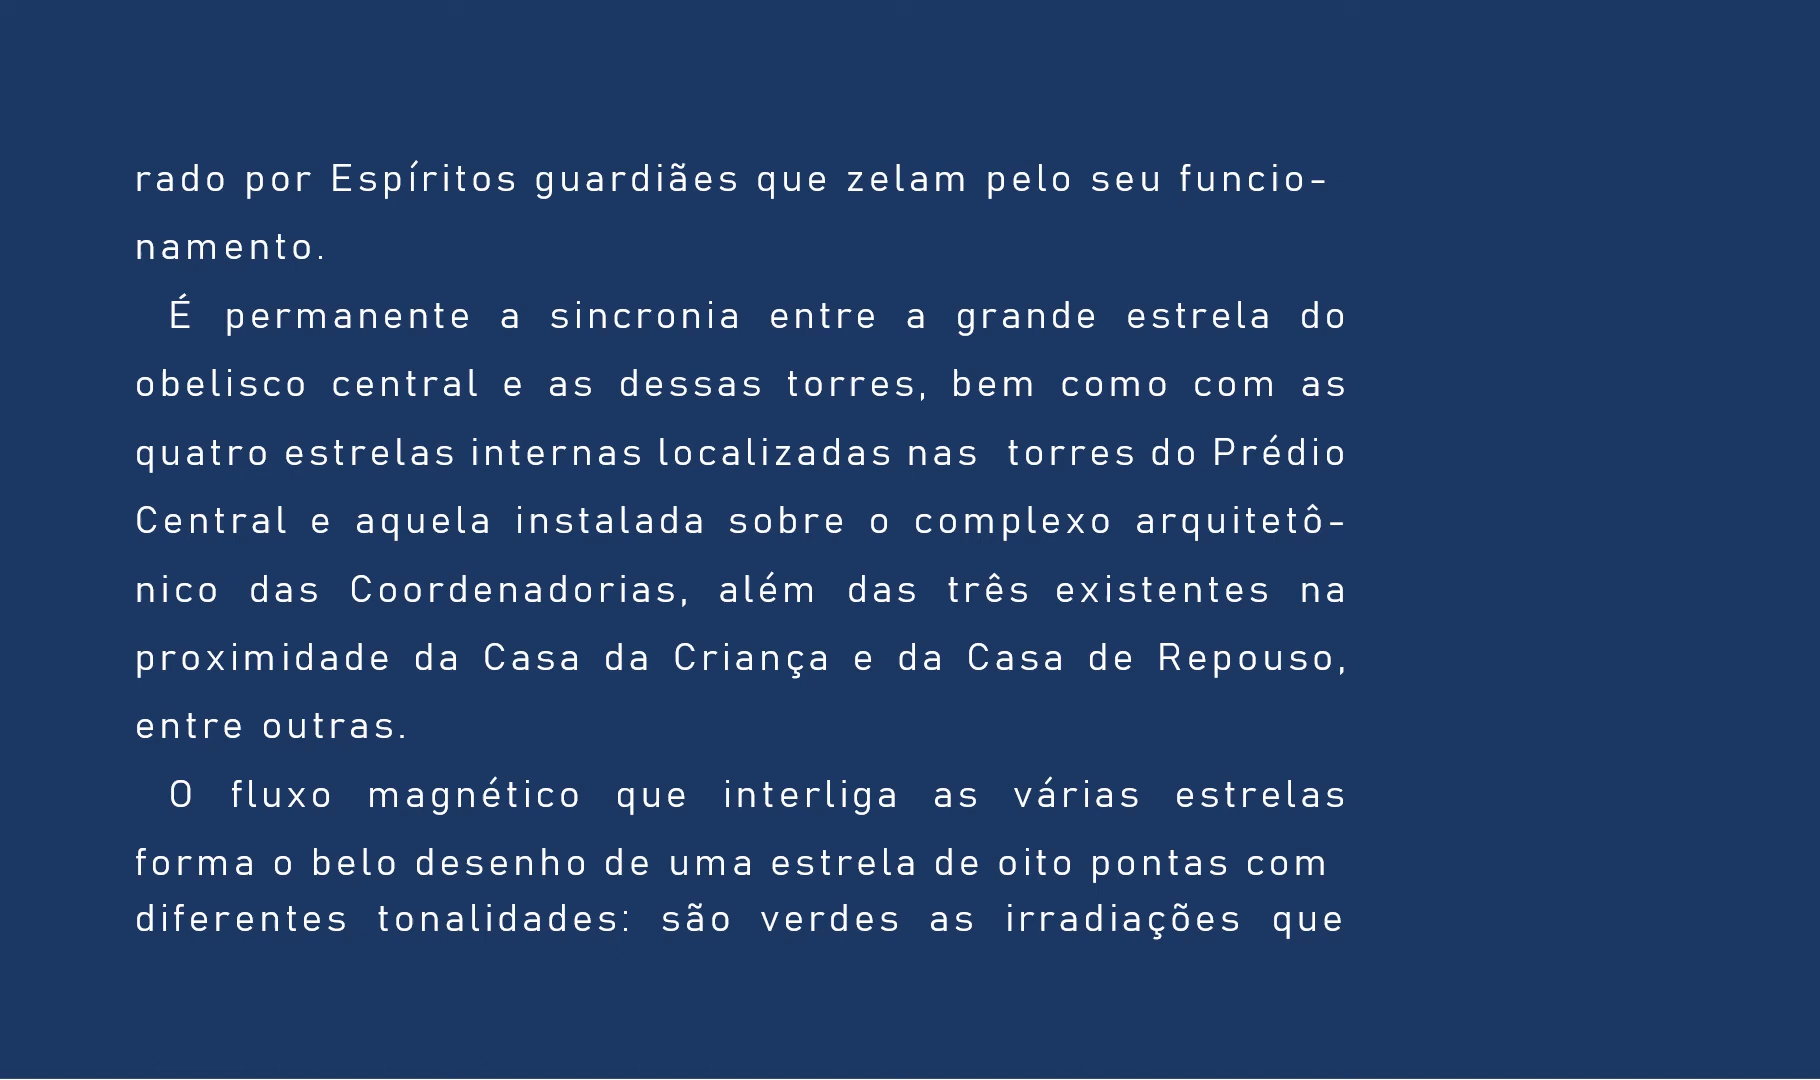 rado por Espíritos guardiães que zelam pelo seu funcio-
namento.
É permanente a sincronia entre a grande estrela do
obelisco central e as dessas torres, bem como com as
quatro estrelas internas localizadas nas torres do Prédio
Central e aquela instalada sobre o complexo arquitetô-
nico das Coordenadorias, além das três existentes na
proximidade da Casa da Criança e da Casa de Repouso,
entre outras.
O fluxo magnético que interliga as várias estrelas
forma o belo desenho de uma estrela de oito pontas com
diferentes tonalidades: são verdes as irradiações que